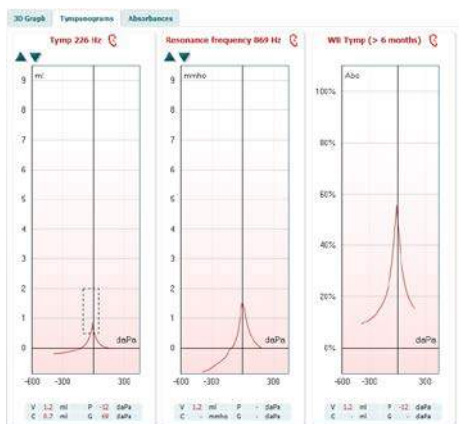 3D Graph Tympanograms Absorbances
Tymp 226 Hz
ml
9
8
7
6
5
4
3
2
1
0
daPa
-600 -300 300
V 1.2 ml P -12 daPa
C 0.7 ml G 69 daPa
Resonance frequency 869 Hz
mmho
9
8
7
6
5
4
3
2
1
0
daPa
-600 -300 300
V 1.2 ml P - daPa
C - mmho G - daPa
WB Tymp (> 6 months)
Abs
100%
80%
60%
40%
20%
0%
daPa
-600 -300 300
V 1.2 ml P -12 daPa
C - ml G - daPa